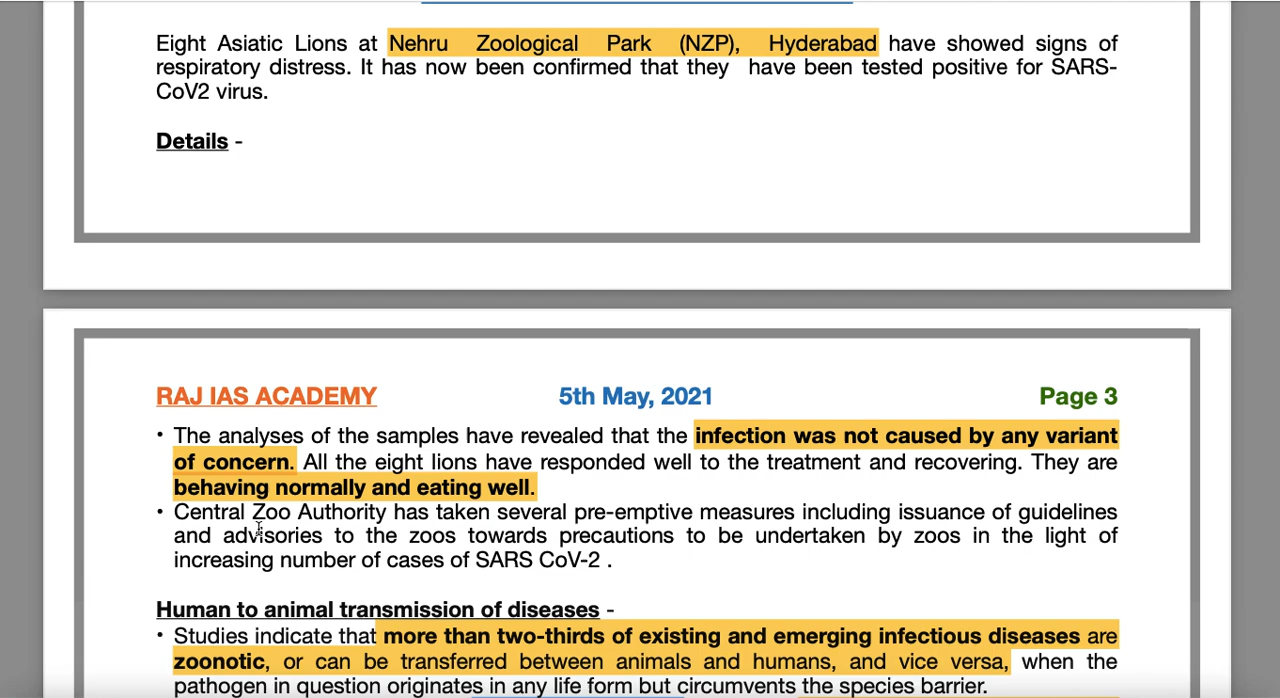 Eight Asiatic Lions at Nehru Zoological Park (NZP), Hyderabad have showed signs of
respiratory distress. It has now been confirmed that they have been tested positive for SARS-
CoV2 virus.
Details -
RAJ IAS ACADEMY 5th May, 2021 Page 3
• The analyses of the samples have revealed that the infection was not caused by any variant
of concern. All the eight lions have responded well to the treatment and recovering. They are
behaving normally and eating well.
• Central Zoo Authority has taken several pre-emptive measures including issuance of guidelines
and advisories to the zoos towards precautions to be undertaken by zoos in the light of
increasing number of cases of SARS CoV-2 .
Human to animal transmission of diseases -
• Studies indicate that more than two-thirds of existing and emerging infectious diseases are
zoonotic, or can be transferred between animals and humans, and vice versa, when the
pathogen in question originates in any life form but circumvents the species barrier.